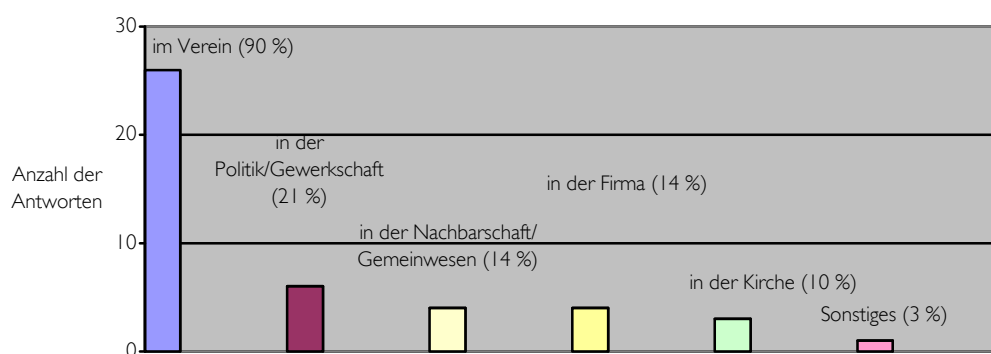 30
im Verein (90 %)
20
in der
Politik/Gewerkschaft
(21 %)
Anzahl der
Antworten
in der Firma (14 %)
10
in der Nachbarschaft/
Gemeinwesen (14 %)
in der Kirche (10 %)
Sonstiges (3 %)
0